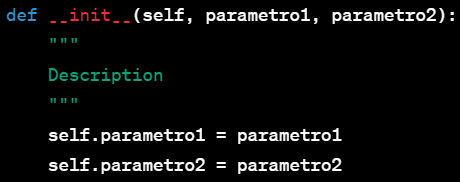 def __init__(self, parametro1, parametro2):
    """
    Description
    """
    self.parametro1 = parametro1
    self.parametro2 = parametro2